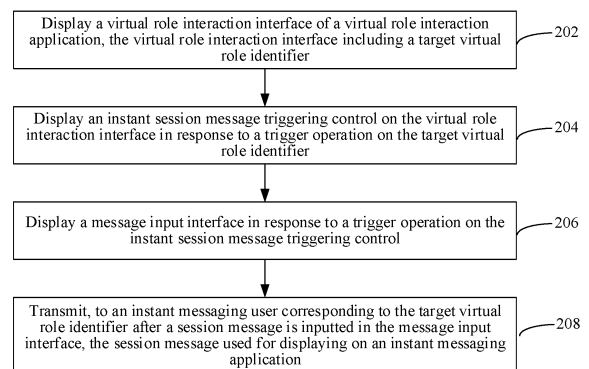 Display a virtual role interaction interface of a virtual role interaction
application, the virtual role interaction interface including a target virtual
role identifier
202
Display an instant session message triggering control on the virtual role
interaction interface in response to a trigger operation on the target virtual
role identifier
204
Display a message input interface in response to a trigger operation on the
instant session message triggering control
206
Transmit, to an instant messaging user corresponding to the target virtual
role identifier after a session message is inputted in the message input
interface, the session message used for displaying on an instant messaging
application
208